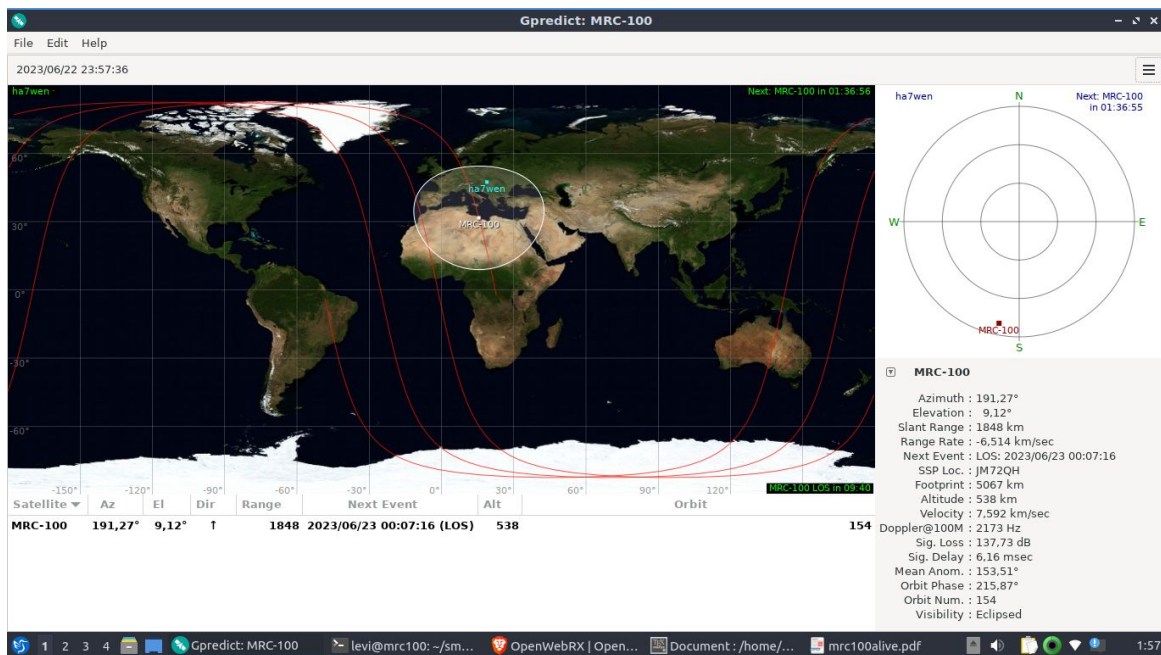 Gpredict: MRC-100
File Edit Help
2023/06/22 23:57:36
ha7wen
Next: MRC-100 in 01:36:56
60°
30°
0°
-30°
-60°
ha7wen
MRC-100
-150° -120° -90° -60° -30° 0° 30° 60° 90° 120°
MRC-100 LOS in 09:40
ha7wen
N
Next: MRC-100
in 01:36:55
W
E
MRC-100
S
MRC-100
Azimuth : 191,27°
Elevation : 9,12°
Slant Range : 1848 km
Range Rate : -6,514 km/sec
Next Event : LOS: 2023/06/23 00:07:16
SSP Loc. : JM72QH
Footprint : 5067 km
Altitude : 538 km
Velocity : 7,592 km/sec
Doppler@100M : 2173 Hz
Sig. Loss : 137,73 dB
Sig. Delay : 6,16 msec
Mean Anom. : 153,51°
Orbit Phase : 215,87°
Orbit Num. : 154
Visibility : Eclipsed
Satellite Az El Dir Range Next Event Alt Orbit
MRC-100 191,27° 9,12° ↑ 1848 2023/06/23 00:07:16 (LOS) 538 154
1 2 3 4 Gpredict: MRC-100 levi@mrc100: ~/sm... OpenWebRX | Open... Document : /home/... mrc100alive.pdf 1:57